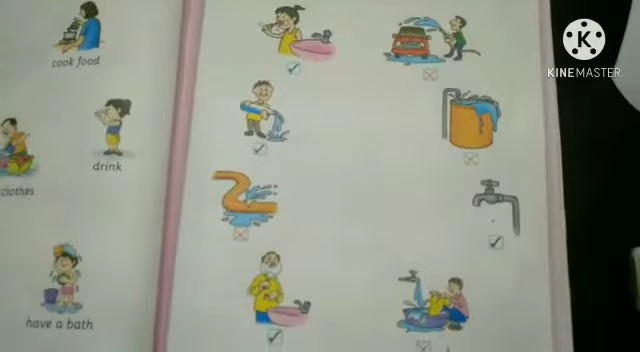 cook food
drink
clothes
have a bath
K
KINEMASTER